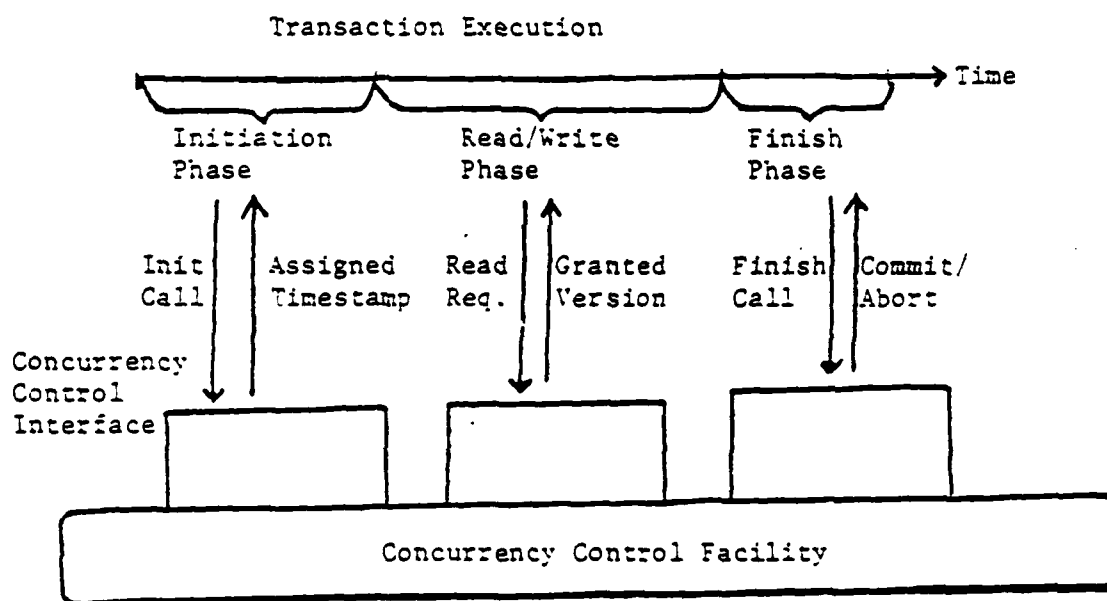 Transaction Execution
Time
Initiation
Phase
Read/Write
Phase
Finish
Phase
Init
Call
Assigned
Timestamp
Read
Req.
Granted
Version
Finish
Call
Commit/
Abort
Concurrency
Control
Interface
Concurrency Control Facility